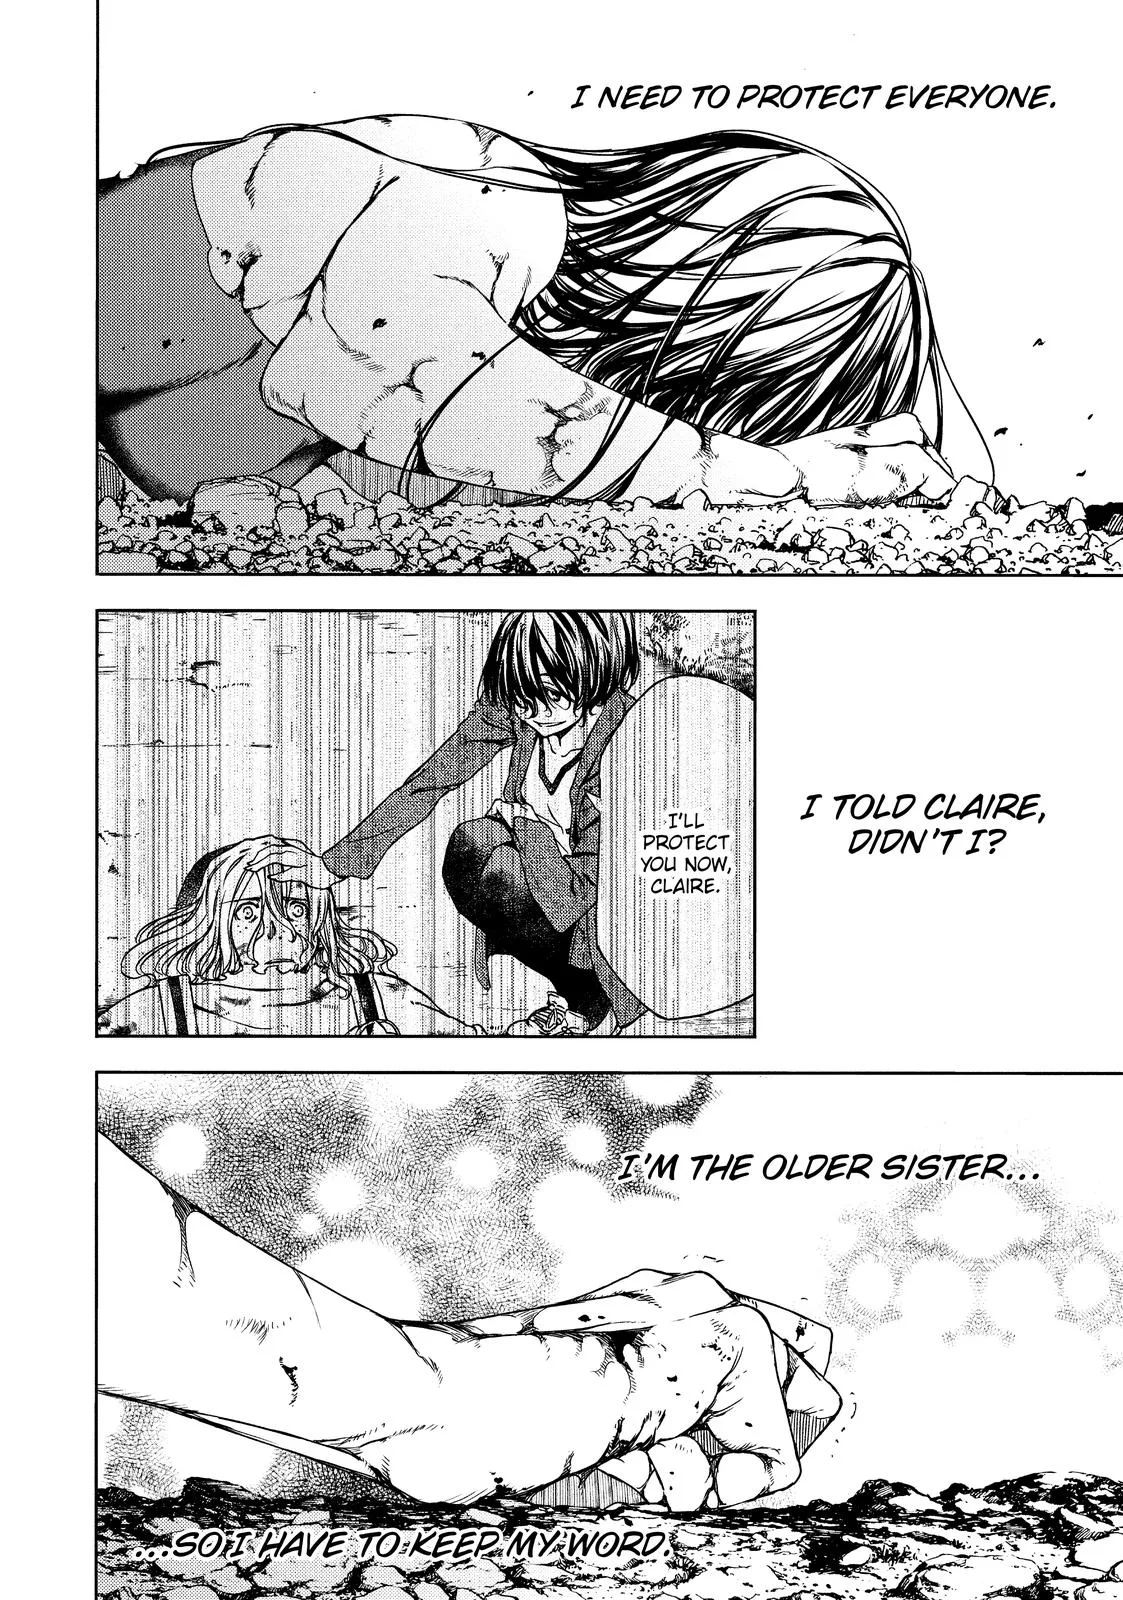 I NEED TO PROTECT EVERYONE.
I'LL
PROTECT
YOU NOW,
CLAIRE.
I TOLD CLAIRE,
DIDN'T I?
I'M THE OLDER SISTER...
...SO I HAVE TO KEEP MY WORD.